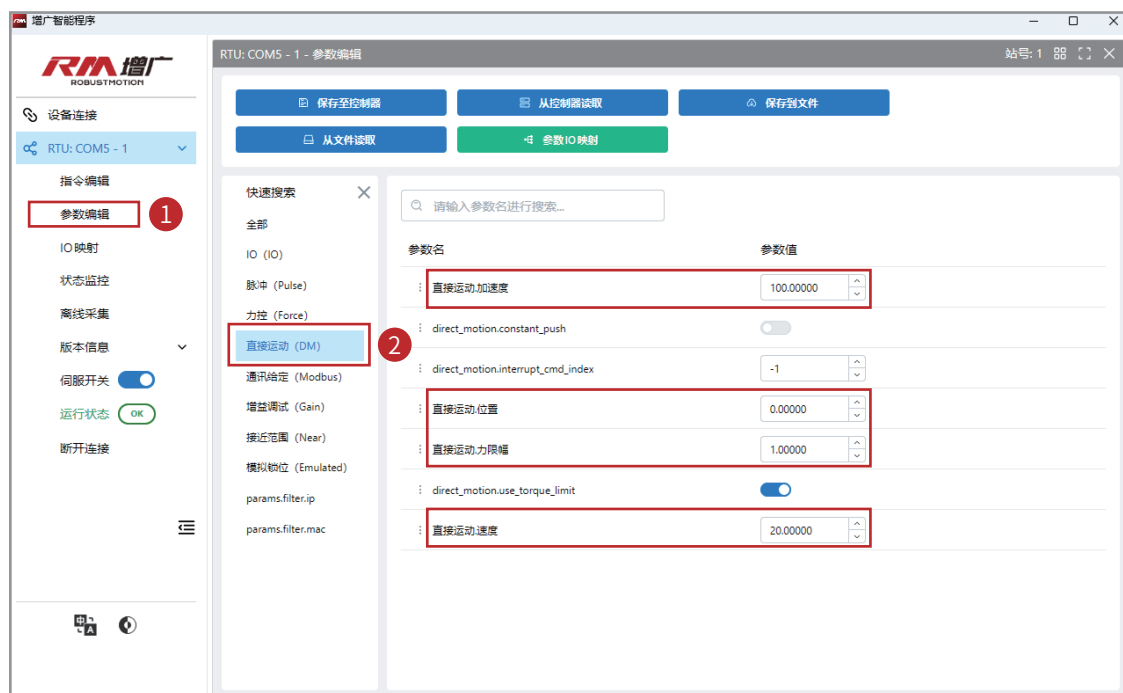 增广智能程序
RM 增广
ROBUSTMOTION
设备连接
RTU: COM5 - 1
指令编辑
参数编辑
1
IO映射
状态监控
离线采集
版本信息
伺服开关
运行状态 OK
断开连接
中 A
RTU: COM5 - 1 - 参数编辑
站号: 1
保存至控制器
从控制器读取
保存到文件
从文件读取
参数IO映射
快速搜索
全部
IO (IO)
脉冲 (Pulse)
力控 (Force)
直接运动 (DM)
2
通讯给定 (Modbus)
增益调试 (Gain)
接近范围 (Near)
模拟锁位 (Emulated)
params.filter.ip
params.filter.mac
请输入参数名进行搜索...
参数名 参数值
直接运动.加速度 100.00000
direct_motion.constant_push
direct_motion.interrupt_cmd_index -1
直接运动.位置 0.00000
直接运动.力限幅 1.00000
direct_motion.use_torque_limit
直接运动.速度 20.00000